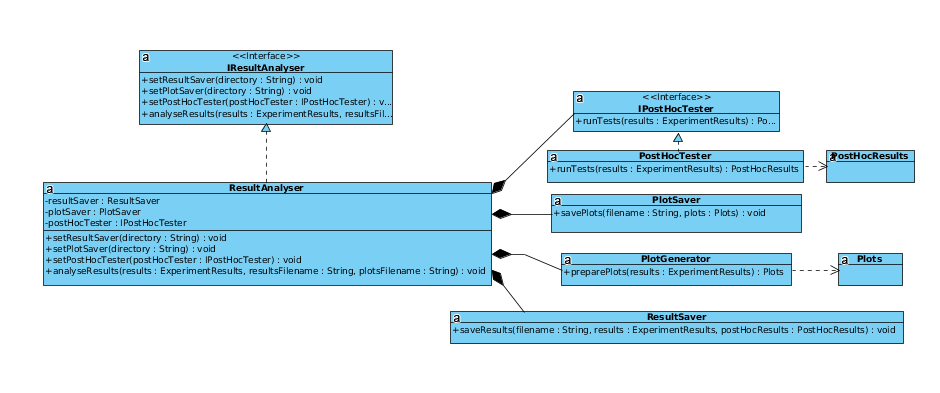 a
<<Interface>>
IResultAnalyser
+setResultSaver(directory : String) : void
+setPlotSaver(directory : String) : void
+setPostHocTester(postHocTester : IPostHocTester) : v...
+analyseResults(results : ExperimentResults, resultsFil...
a
<<Interface>>
IPostHocTester
+runTests(results : ExperimentResults) : Po...
a
PostHocTester
+runTests(results : ExperimentResults) : PostHocResults
a
PostHocResults
a
ResultAnalyser
-resultSaver : ResultSaver
-plotSaver : PlotSaver
-postHocTester : IPostHocTester
+setResultSaver(directory : String) : void
+setPlotSaver(directory : String) : void
+setPostHocTester(postHocTester : IPostHocTester) : void
+analyseResults(results : ExperimentResults, resultsFilename : String, plotsFilename : String) : void
a
PlotSaver
+savePlots(filename : String, plots : Plots) : void
a
PlotGenerator
+preparePlots(results : ExperimentResults) : Plots
a
Plots
a
ResultSaver
+saveResults(filename : String, results : ExperimentResults, postHocResults : PostHocResults) : void